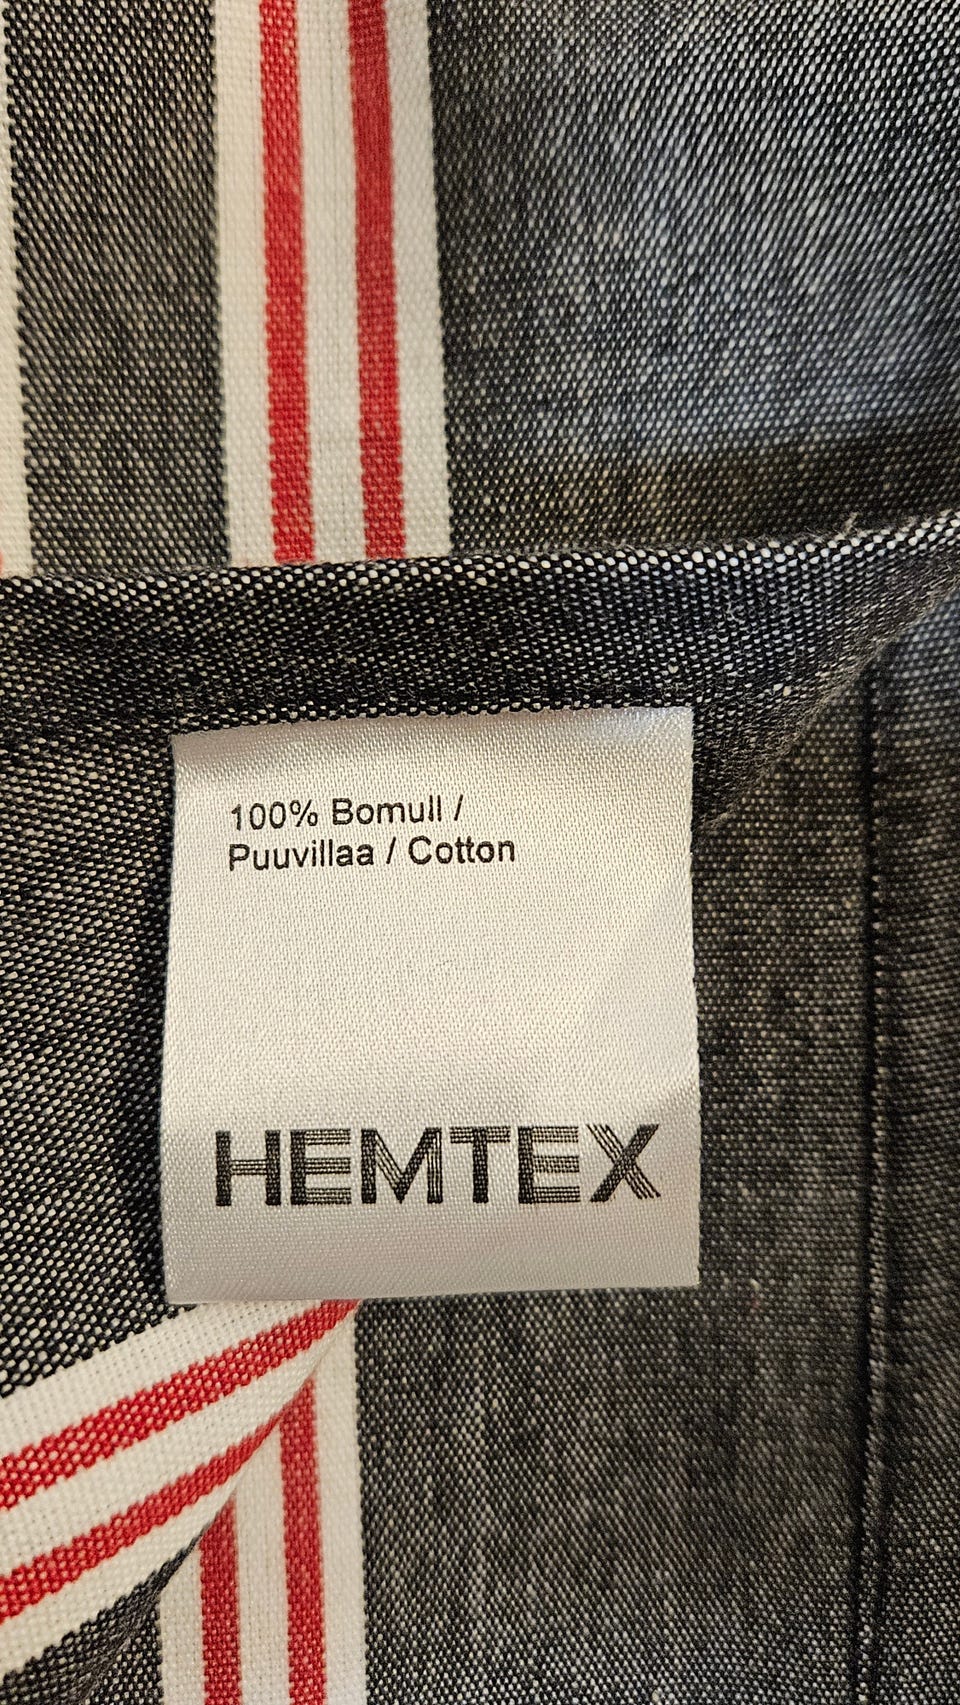 100% Bomull /
Puuvillaa / Cotton
HEMTEX